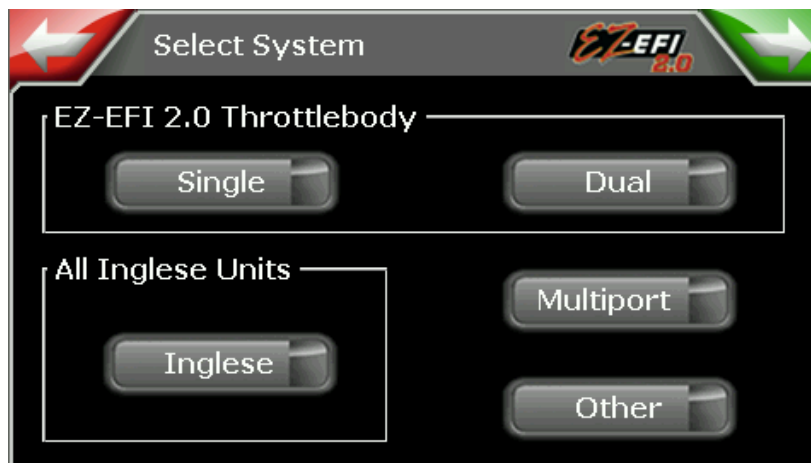 Select System
EZ-EFI 2.0
EZ-EFI 2.0 Throttlebody
Single
Dual
All Inglese Units
Multiport
Inglese
Other